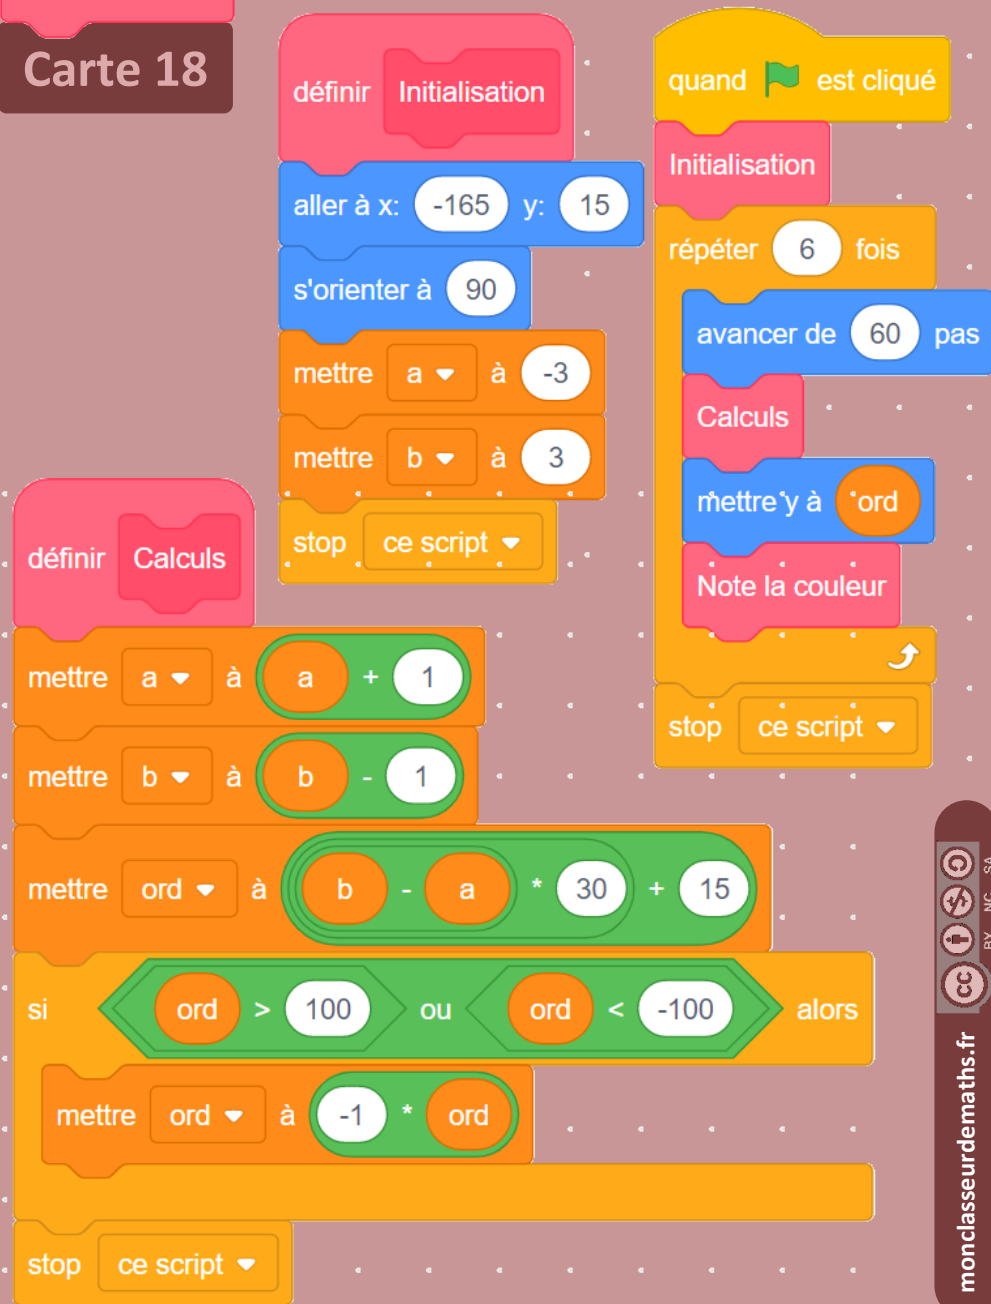 Carte 18
définir Initialisation
aller à x: -165 y: 15
s'orienter à 90
mettre a à -3
mettre b à 3
stop ce script
quand est cliqué
Initialisation
répéter 6 fois
avancer de 60 pas
Calculs
mettre y à ord
Note la couleur
stop ce script
définir Calculs
mettre a à a + 1
mettre b à b - 1
mettre ord à b - a * 30 + 15
si ord > 100 ou ord < -100 alors
mettre ord à -1 * ord
stop ce script
monclasseurdemaths.fr
cc BY NC SA